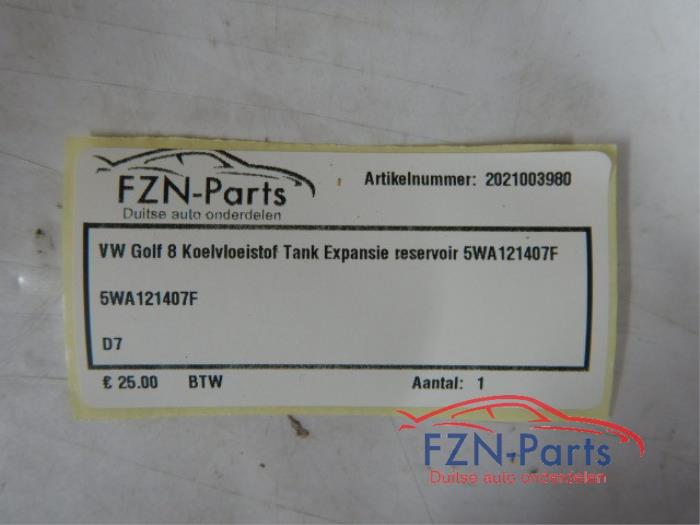 FZN-Parts
Duitse auto onderdelen
Artikelnummer: 2021003980
VW Golf 8 Koelvloeistof Tank Expansie reservoir 5WA121407F
5WA121407F
D7
€ 25.00 BTW Aantal: 1
FZN-Parts
Duitse auto onderdelen